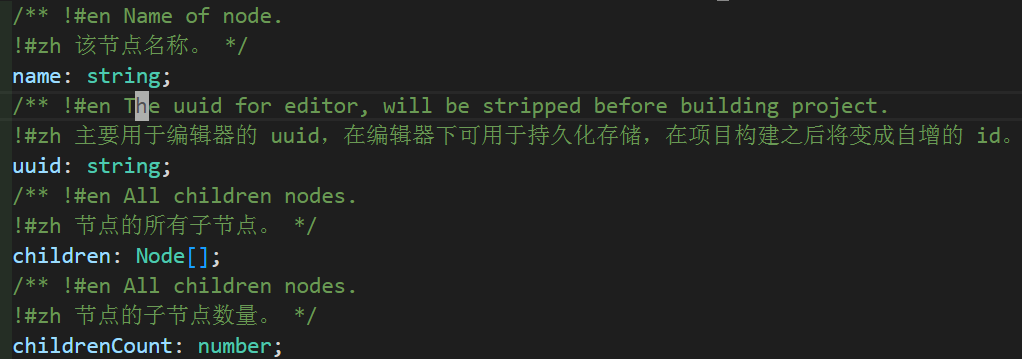 /** !#en Name of node.
!#zh 该节点名称。 */
name: string;
/** !#en The uuid for editor, will be stripped before building project.
!#zh 主要用于编辑器的 uuid，在编辑器下可用于持久化存储，在项目构建之后将变成自增的 id。
uuid: string;
/** !#en All children nodes.
!#zh 节点的所有子节点。 */
children: Node[];
/** !#en All children nodes.
!#zh 节点的子节点数量。 */
childrenCount: number;